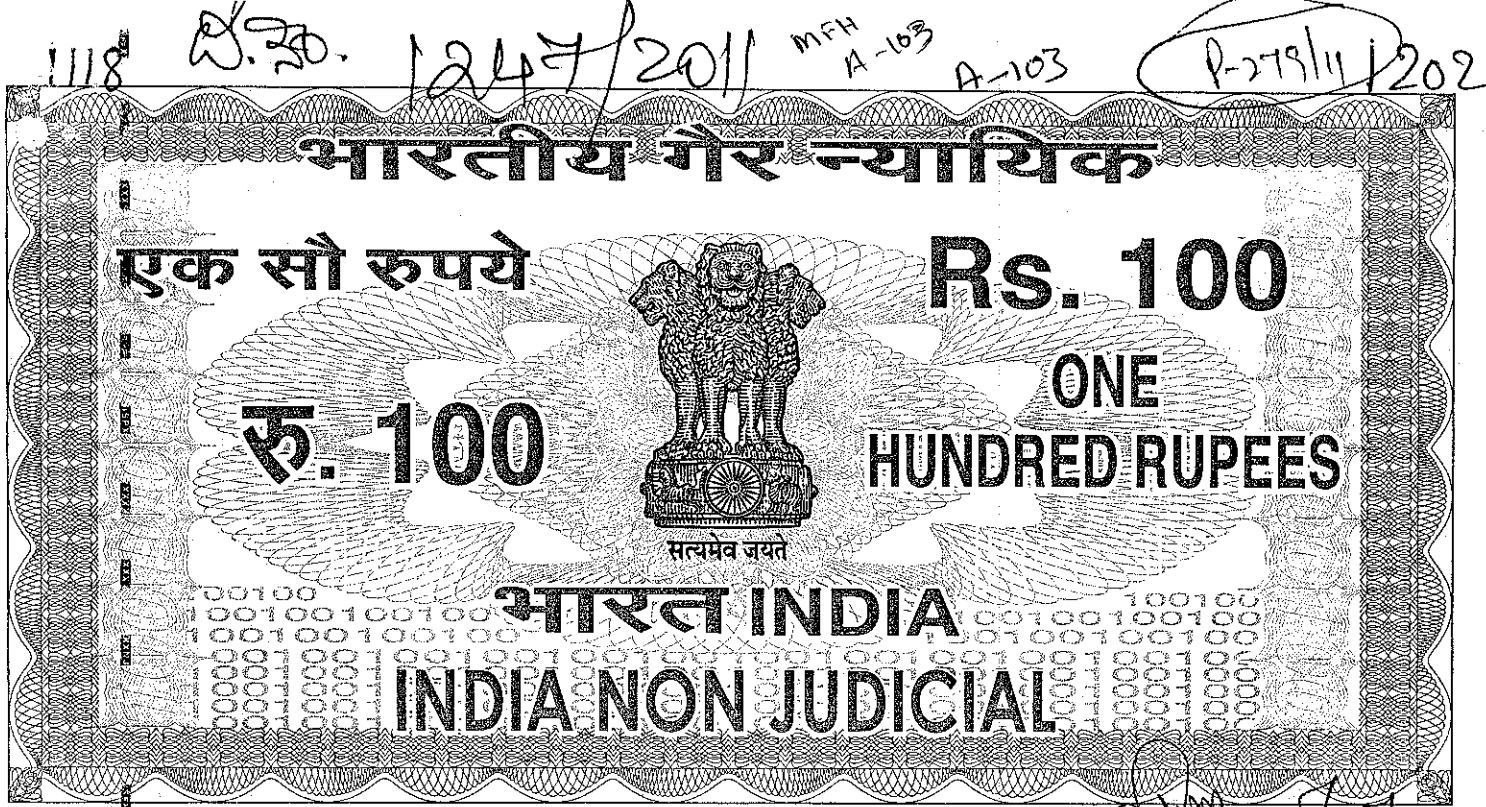 1118 1247/2011 MFH A-103 A-103 P-279/11 1202
भारतीय गैर न्यायिक
एक सौ रुपये Rs. 100
रु. 100 ONE
HUNDRED RUPEES
सत्यमेव जयते
भारत INDIA
INDIA NON JUDICIAL